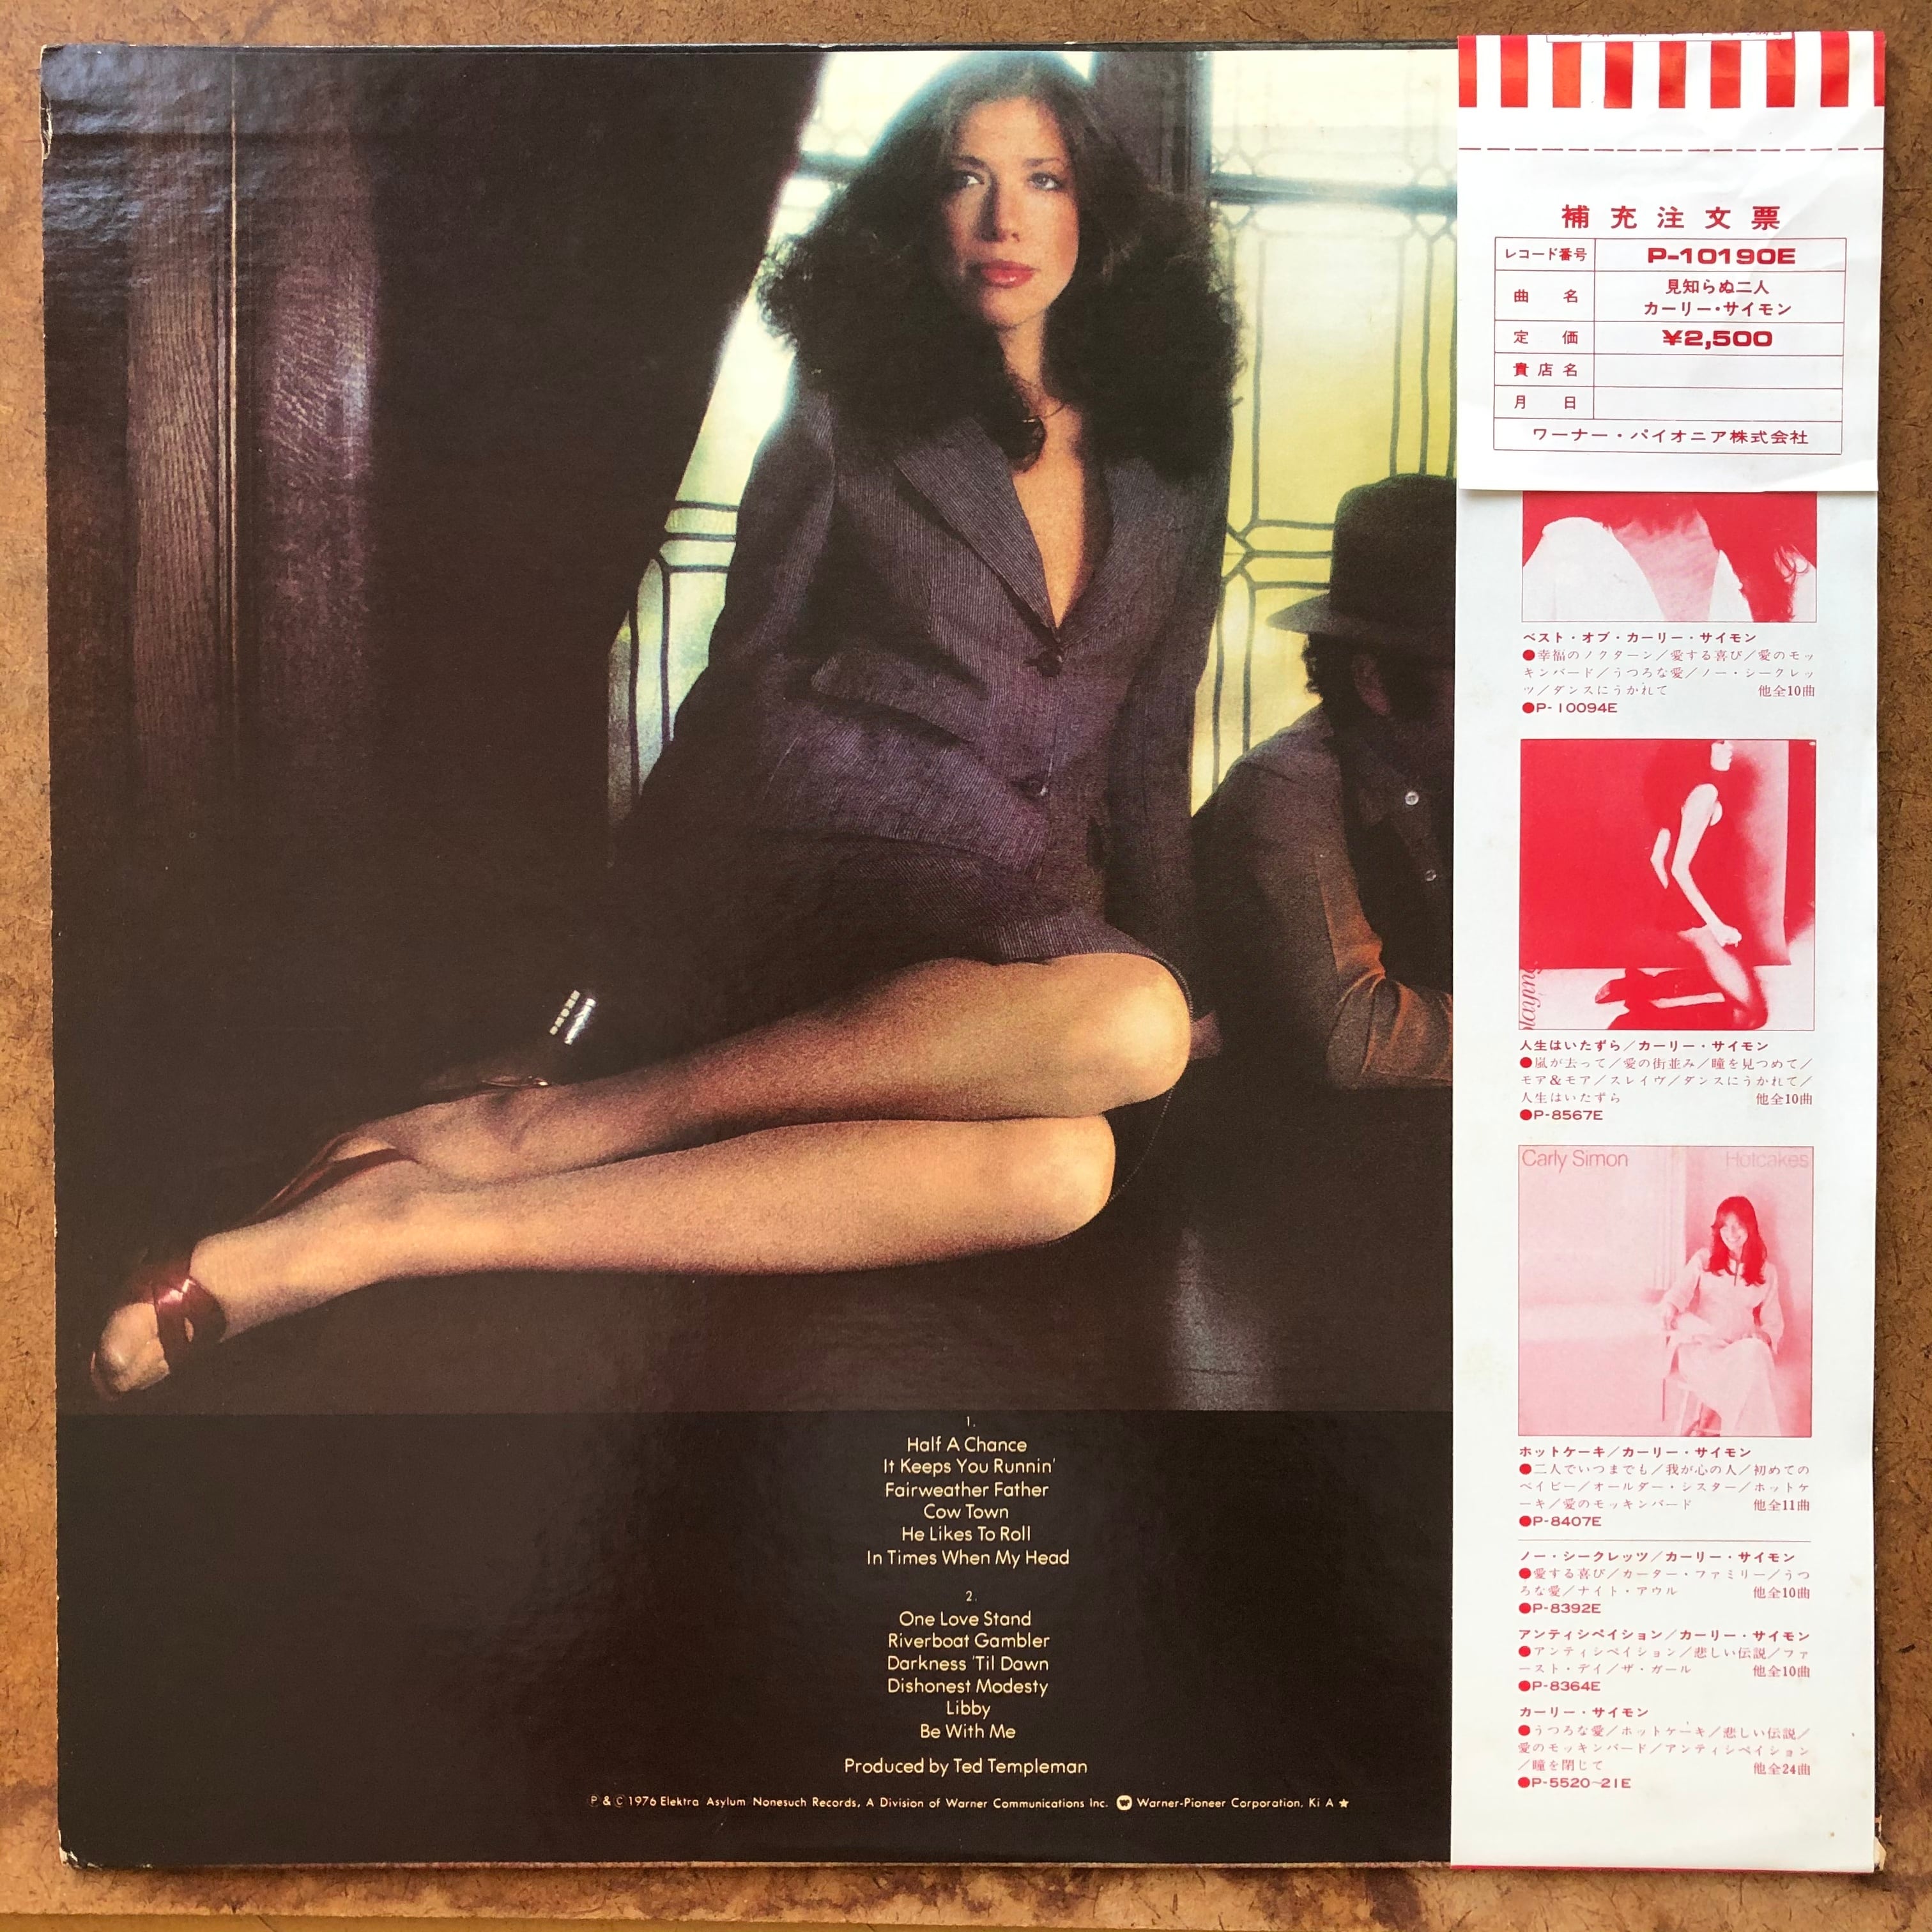 1.
Half A Chance
It Keeps You Runnin'
Fairweather Father
Cow Town
He Likes To Roll
In Times When My Head
2.
One Love Stand
Riverboat Gambler
Darkness 'Til Dawn
Dishonest Modesty
Libby
Be With Me
Produced by Ted Templeman
Ⓟ & Ⓒ 1976 Elektra Asylum Nonesuch Records, A Division of Warner Communications Inc. Warner-Pioneer Corporation, Ki A ★
補充注文票
レコード番号 P-10190E
曲名 見知らぬ二人
カーリー・サイモン
定価 ¥2,500
貴店名
月日
ワーナー・パイオニア株式会社
ベスト・オブ・カーリー・サイモン
●幸福のノクターン/愛する喜び/愛のモッ
キンバード/うつろな愛/ノー・シークレッ
ツ/ダンスにうかれて 他全10曲
●P-10094E
playing
人生はいたずら/カーリー・サイモン
●嵐が去って/愛の街並み/瞳を見つめて/
モア&モア/スレイヴ/ダンスにうかれて/
人生はいたずら 他全10曲
●P-8567E
Carly Simon Hotcakes
ホットケーキ/カーリー・サイモン
●二人でいつまでも/我が心の人/初めての
ベイビー/オールダー・シスター/ホットケ
ーキ/愛のモッキンバード 他全11曲
●P-8407E
ノー・シークレッツ/カーリー・サイモン
●愛する喜び/カーター・ファミリー/うつ
ろな愛/ナイト・アウル 他全10曲
●P-8392E
アンティシペイション/カーリー・サイモン
●アンティシペイション/悲しい伝説/ファ
ースト・デイ/ザ・ガール 他全10曲
●P-8364E
カーリー・サイモン
●うつろな愛/ホットケーキ/悲しい伝説/
愛のモッキンバード/アンティシペイション
/瞳を閉じて 他全24曲
●P-5520~21E